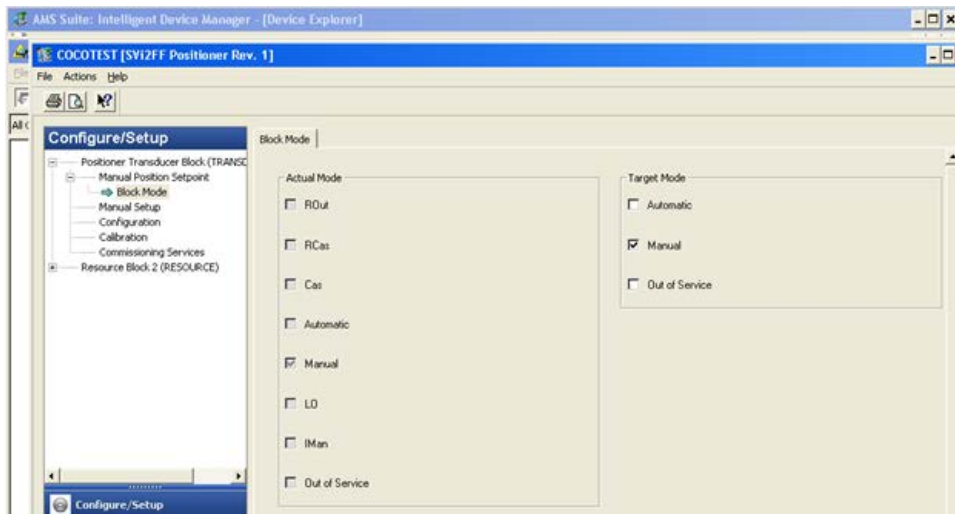 AMS Suite: Intelligent Device Manager - [Device Explorer]
COCOTEST [SVi2FF Positioner Rev. 1]
File Actions Help
Configure/Setup
Positioner Transducer Block (TRANSD
Manual Position Setpoint
Block Mode
Manual Setup
Configuration
Calibration
Commissioning Services
Resource Block 2 (RESOURCE)
Configure/Setup
Block Mode
Actual Mode
ROut
RCas
Cas
Automatic
Manual
LO
IMan
Out of Service
Target Mode
Automatic
Manual
Out of Service